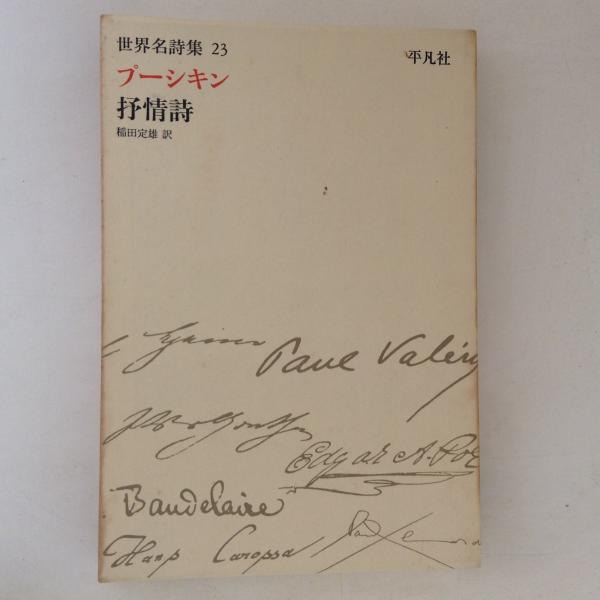 世界名詩集 23
平凡社
プーシキン
抒情詩
稲田定雄 訳
Paul Valéry
Edgar A. Poe
Baudelaire
Hans Carossa